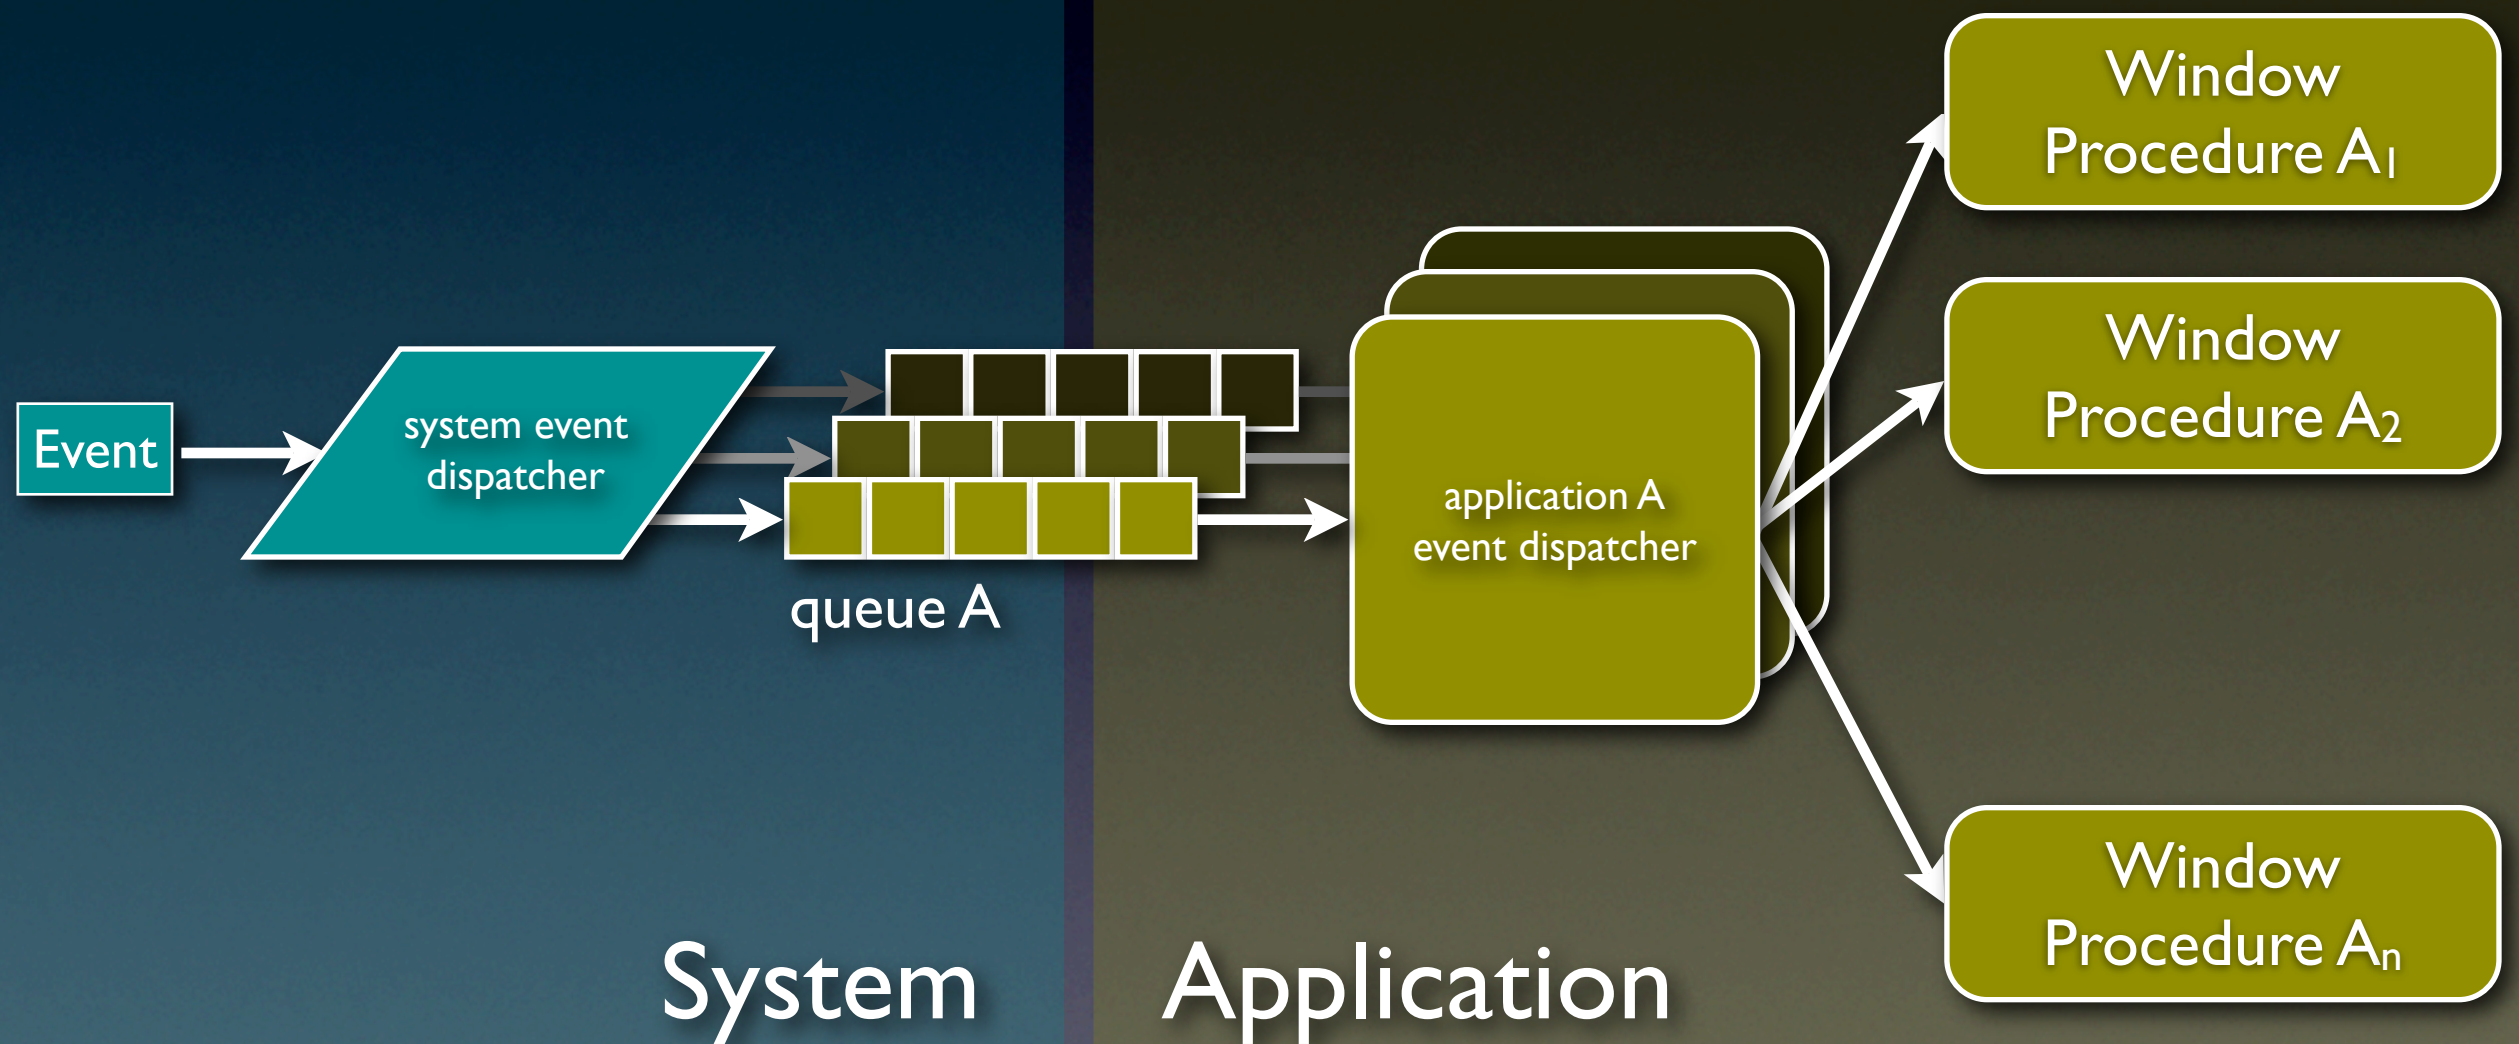 Event
system event
dispatcher
queue A
application A
event dispatcher
Window
Procedure A1
Window
Procedure A2
Window
Procedure An
System
Application